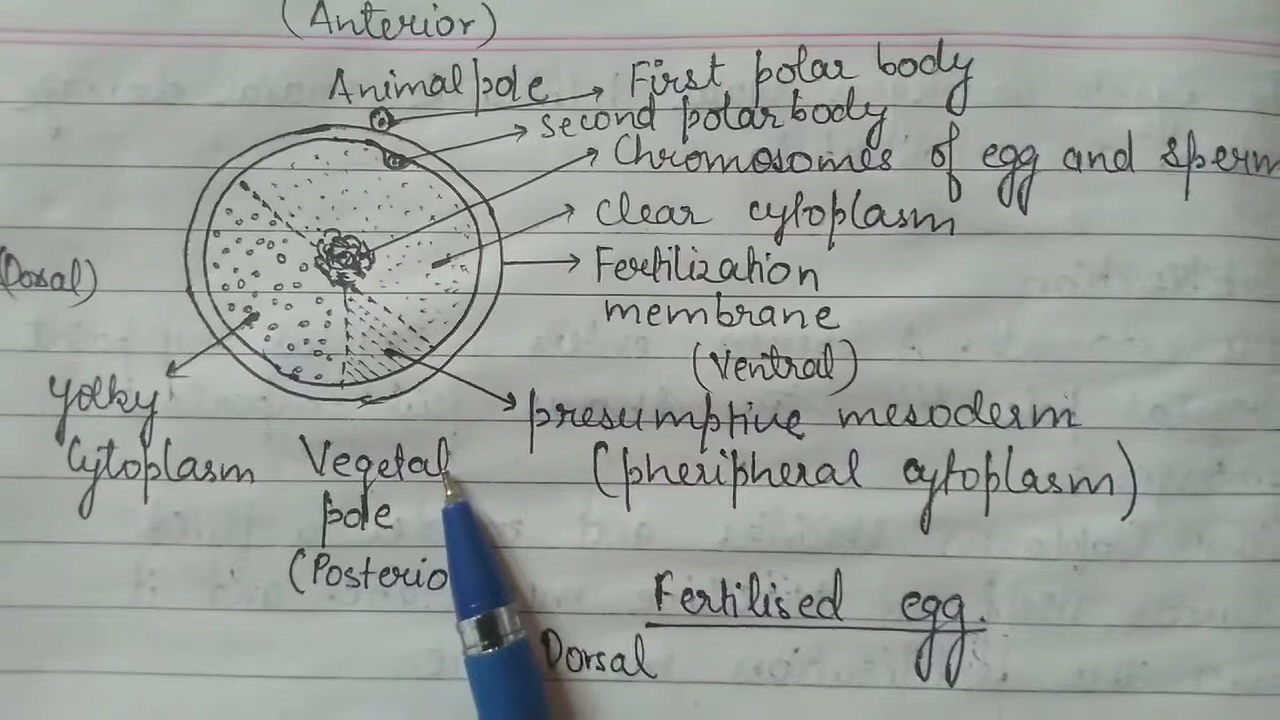 (Anterior)
Animal pole
First polar body
second polar body
Chromosomes of egg and sperm
clear cytoplasm
Fertilization
membrane
(Dorsal)
(Ventral)
presumptive mesoderm
(pheripheral cytoplasm)
yolky
Cytoplasm
Vegetal
pole
(Posterio
Fertilised egg.
Dorsal